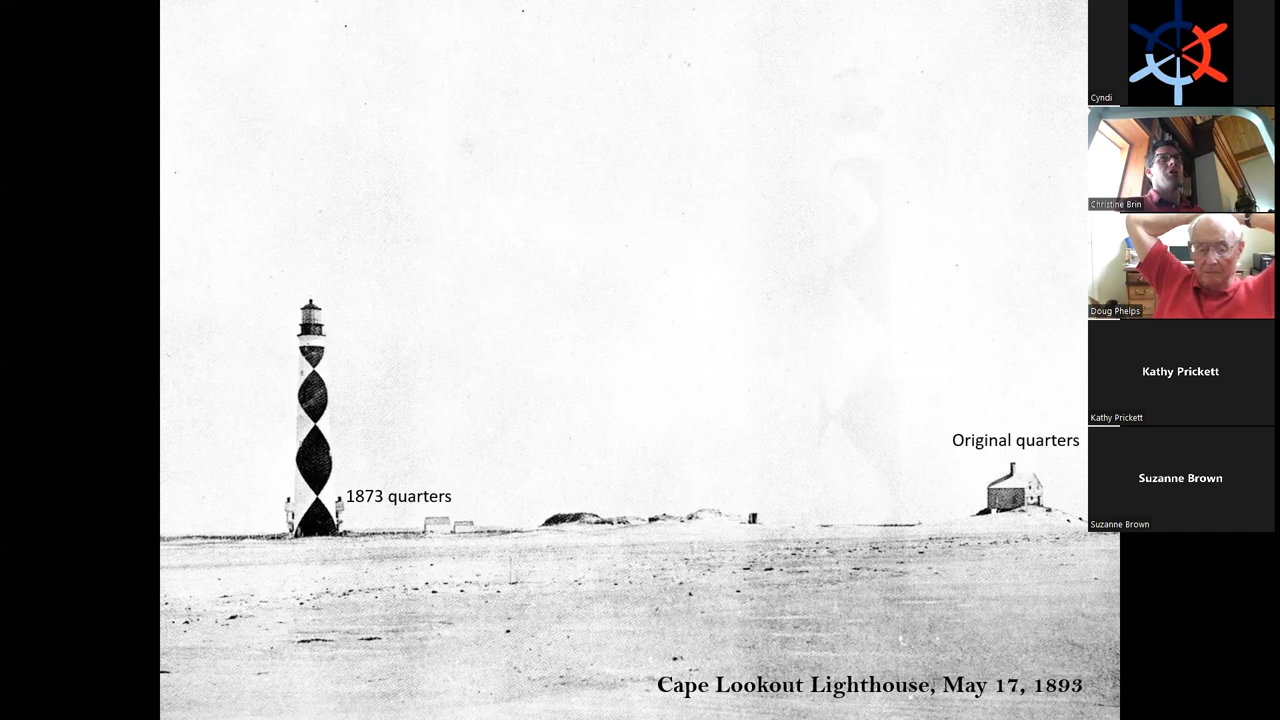 Original quarters
1873 quarters
Cape Lookout Lighthouse, May 17, 1893
Cyndi
Christine Brin
Doug Phelps
Kathy Prickett
Kathy Prickett
Suzanne Brown
Suzanne Brown